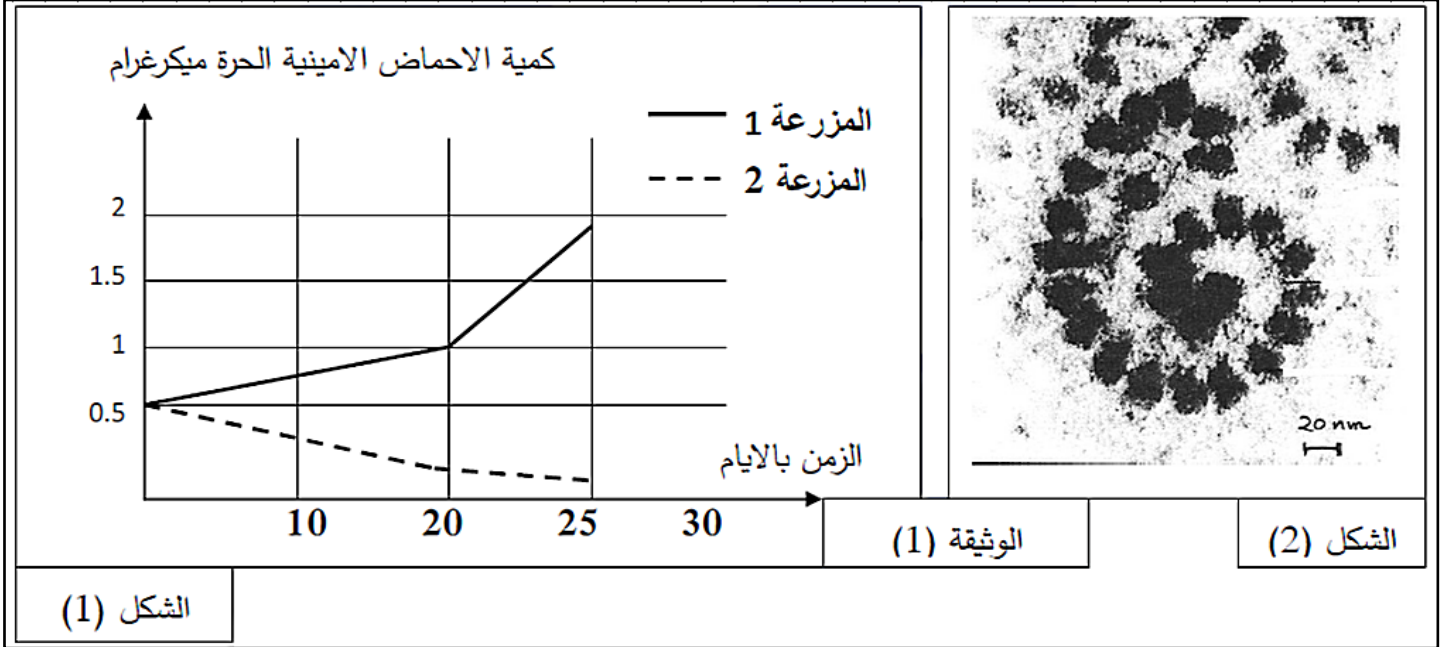 كمية الاحماض الامينية الحرة ميكرغرام
المزرعة 1
المزرعة 2
2
1.5
1
0.5
الزمن بالايام
10 20 25 30
20 nm
الوثيقة (1)
الشكل (2)
الشكل (1)